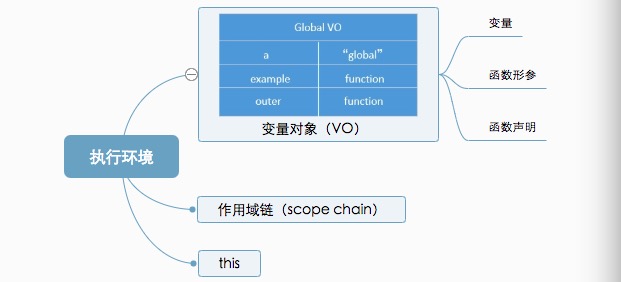 Global VO
a
“global”
example
function
outer
function
变量对象（VO）
变量
函数形参
函数声明
执行环境
作用域链（scope chain）
this